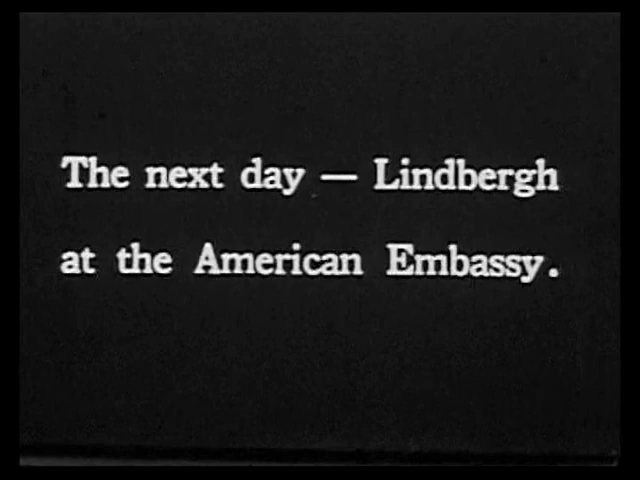 The next day — Lindbergh
at the American Embassy.